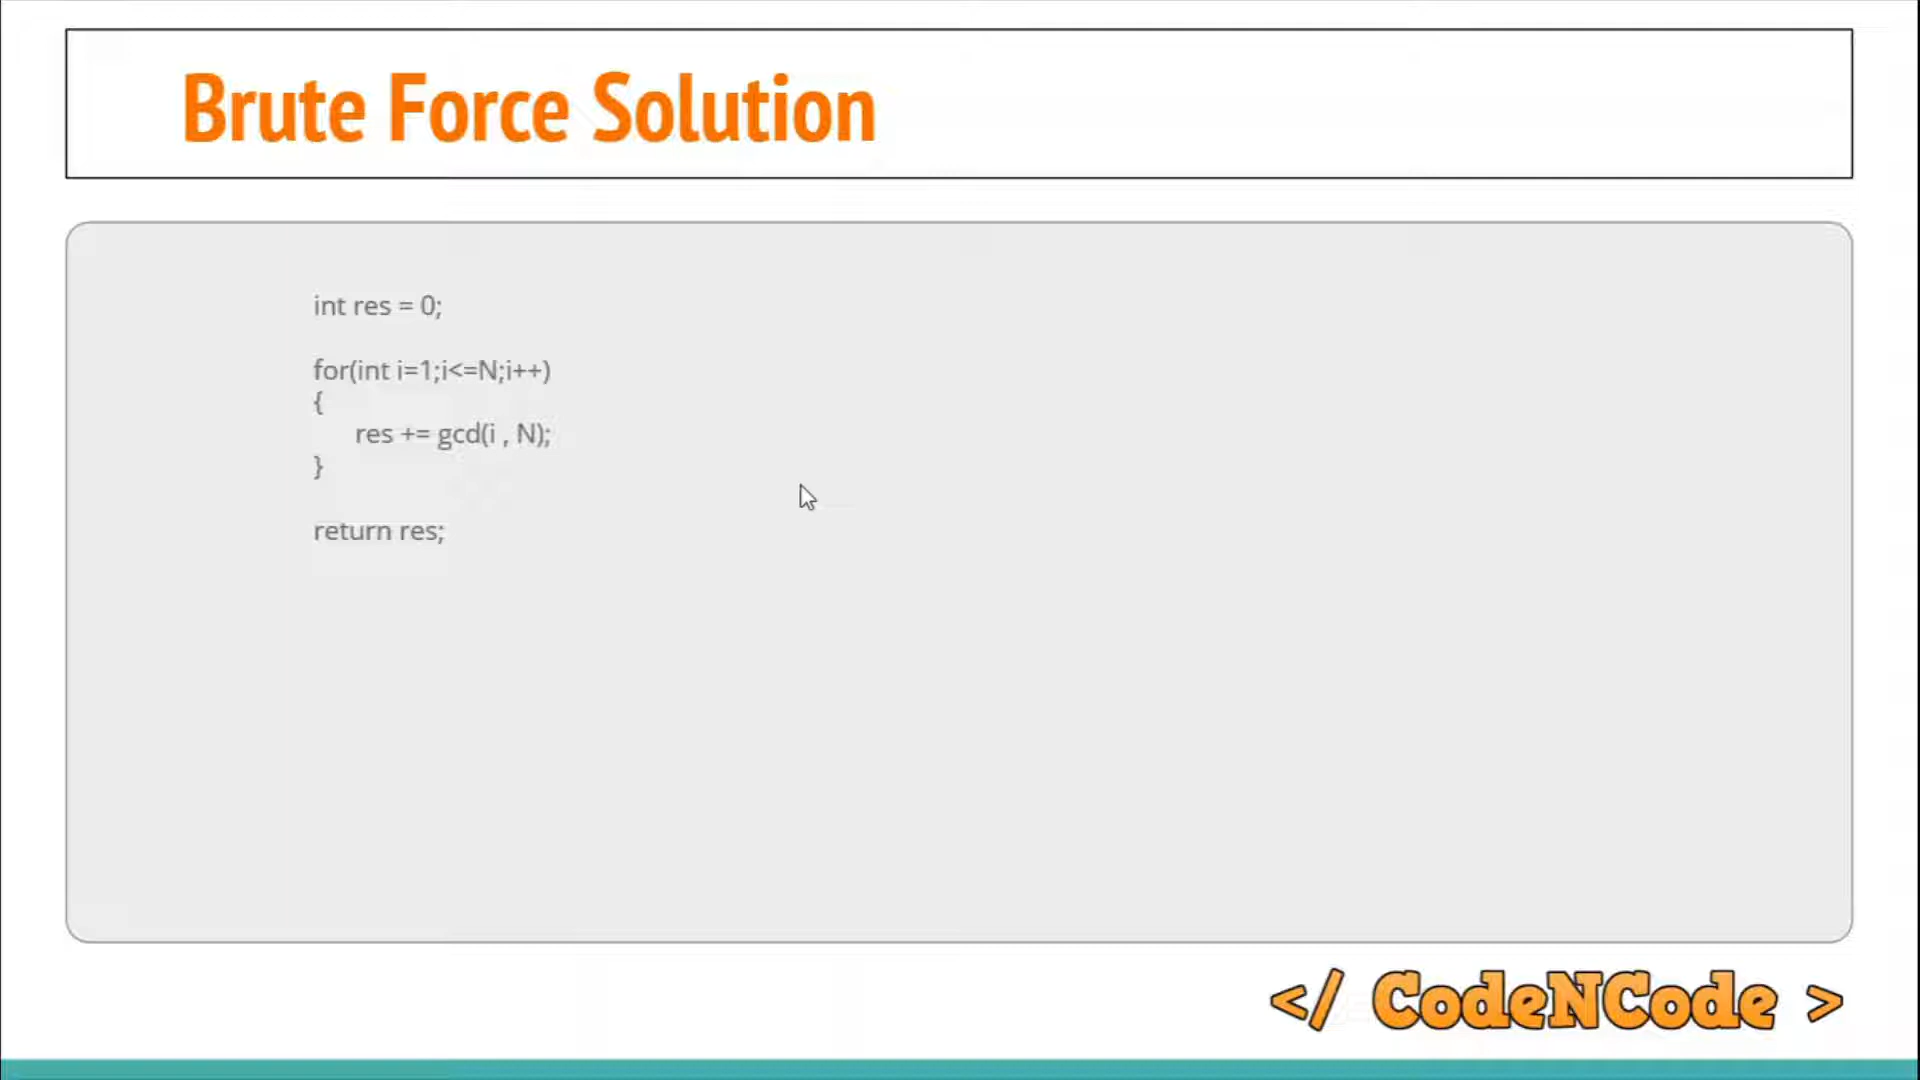 Brute Force Solution
int res = 0;
for(int i=1;i<=N;i++)
{
res += gcd(i , N);
}
return res;
</ CodeNCode >